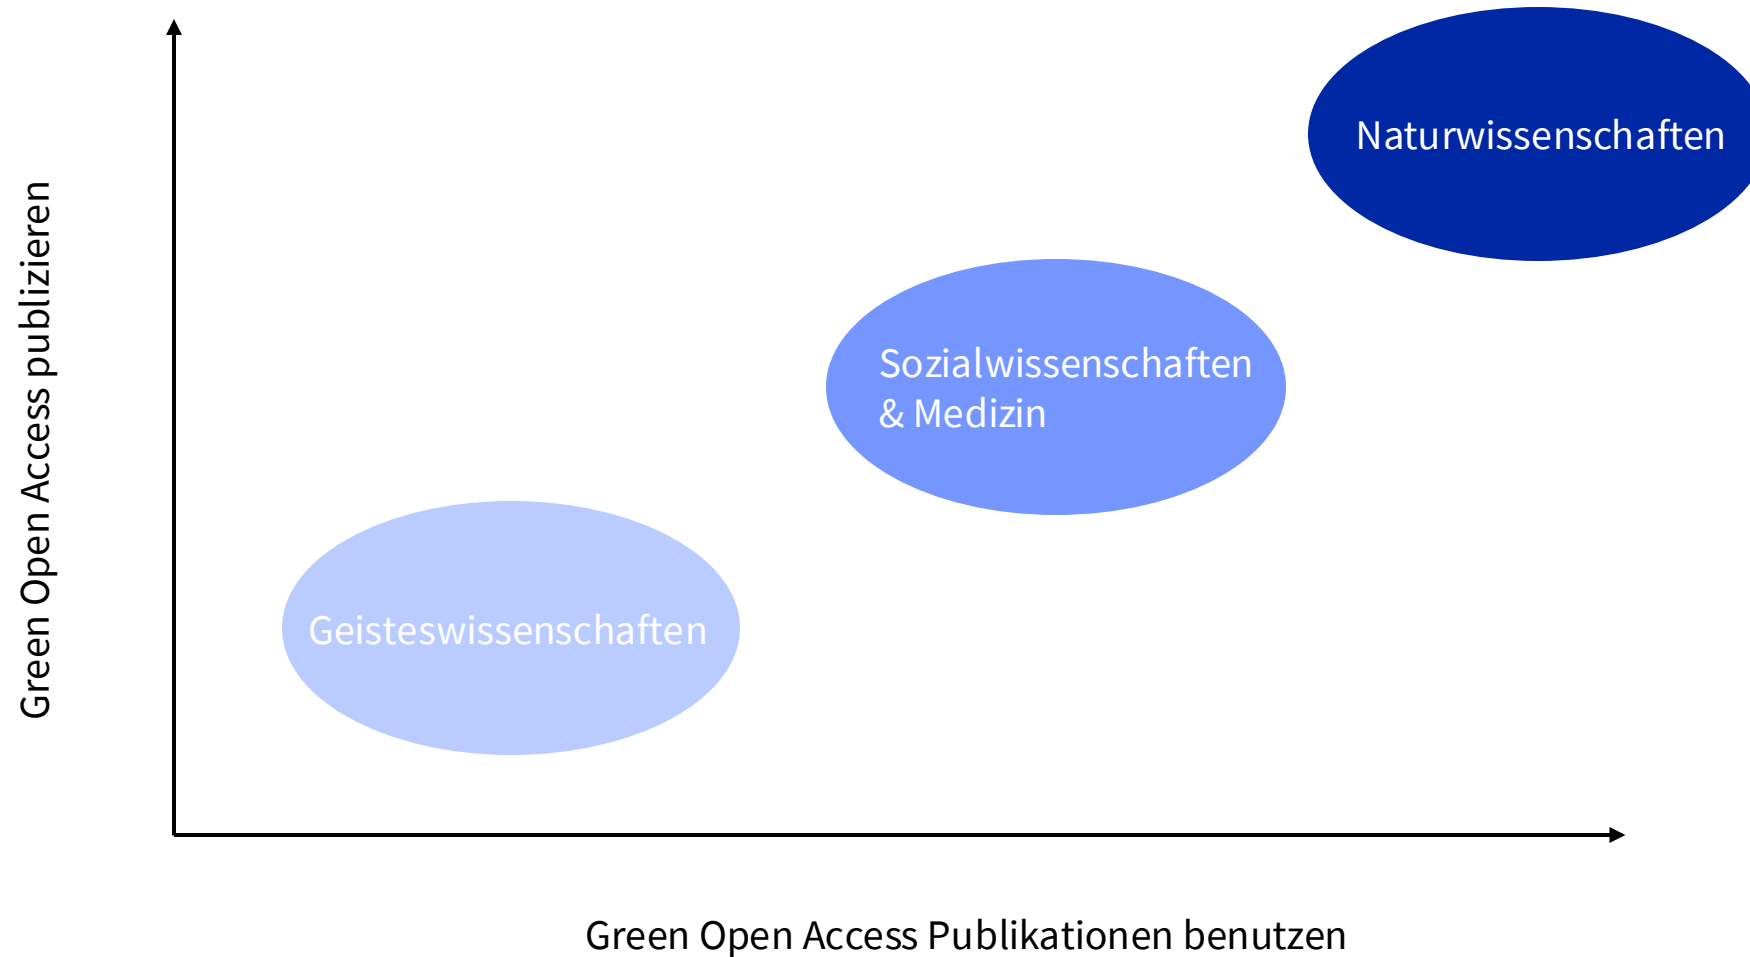 Green Open Access publizieren
Naturwissenschaften
Sozialwissenschaften
& Medizin
Geisteswissenschaften
Green Open Access Publikationen benutzen